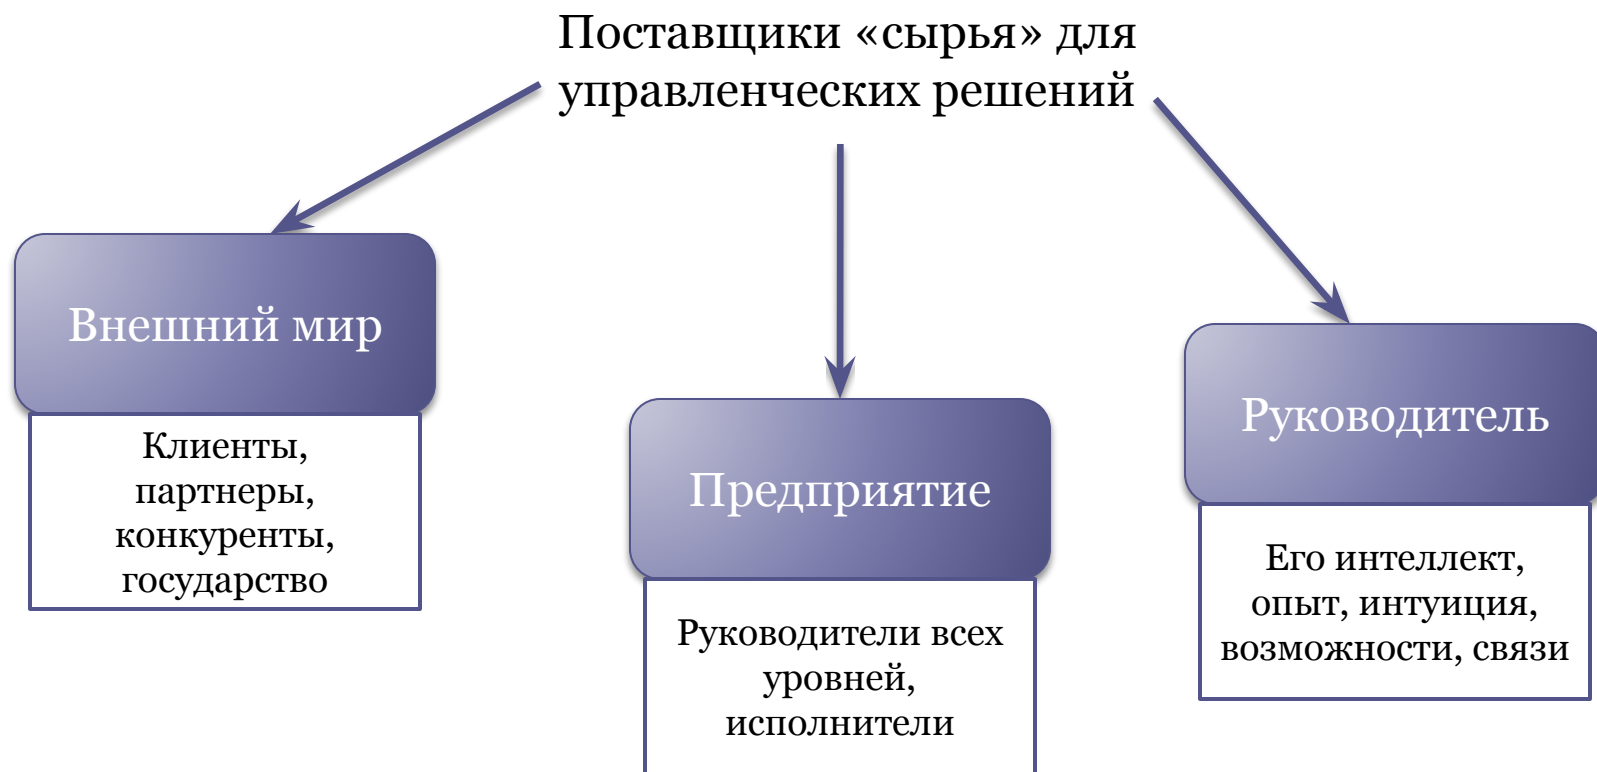 Поставщики «сырья» для
управленческих решений
Внешний мир
Клиенты,
партнеры,
конкуренты,
государство
Предприятие
Руководители всех
уровней,
исполнители
Руководитель
Его интеллект,
опыт, интуиция,
возможности, связи